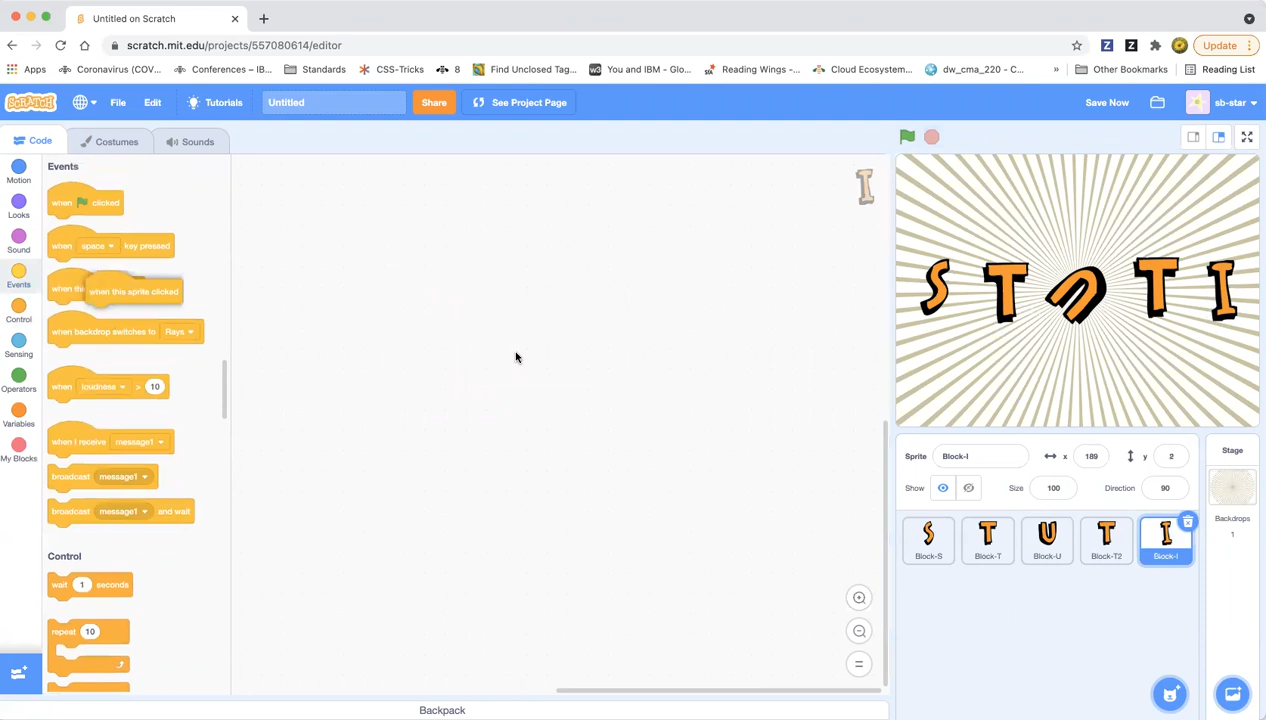 Untitled on Scratch
scratch.mit.edu/projects/557080614/editor
Update
Apps
Coronavirus (COV...
Conferences – IB...
Standards
CSS-Tricks
8
Find Unclosed Tag...
You and IBM - Glo...
Reading Wings -...
Cloud Ecosystem...
dw_cma_220 - C...
»
Other Bookmarks
Reading List
SCRATCH
File
Edit
Tutorials
Untitled
Share
See Project Page
Save Now
sb-star
Code
Costumes
Sounds
Motion
Looks
Sound
Events
Control
Sensing
Operators
Variables
My Blocks
Events
when clicked
when space key pressed
when thi
when this sprite clicked
when backdrop switches to Rays
when loudness > 10
when I receive message1
broadcast message1
broadcast message1 and wait
Control
wait 1 seconds
repeat 10
I
S T U T I
Sprite Block-I x 189 y 2
Show Size 100 Direction 90
S T U T I
Block-S Block-T Block-U Block-T2 Block-I
Stage
Backdrops
1
Backpack